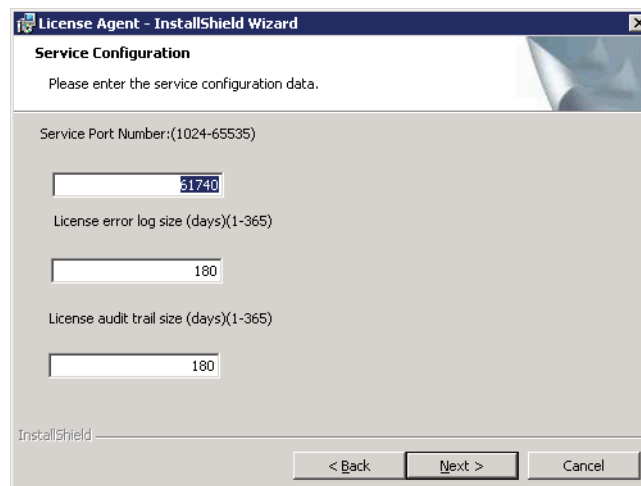 License Agent - InstallShield Wizard
Service Configuration
Please enter the service configuration data.
Service Port Number:(1024-65535)
61740
License error log size (days)(1-365)
180
License audit trail size (days)(1-365)
180
InstallShield
< Back Next > Cancel